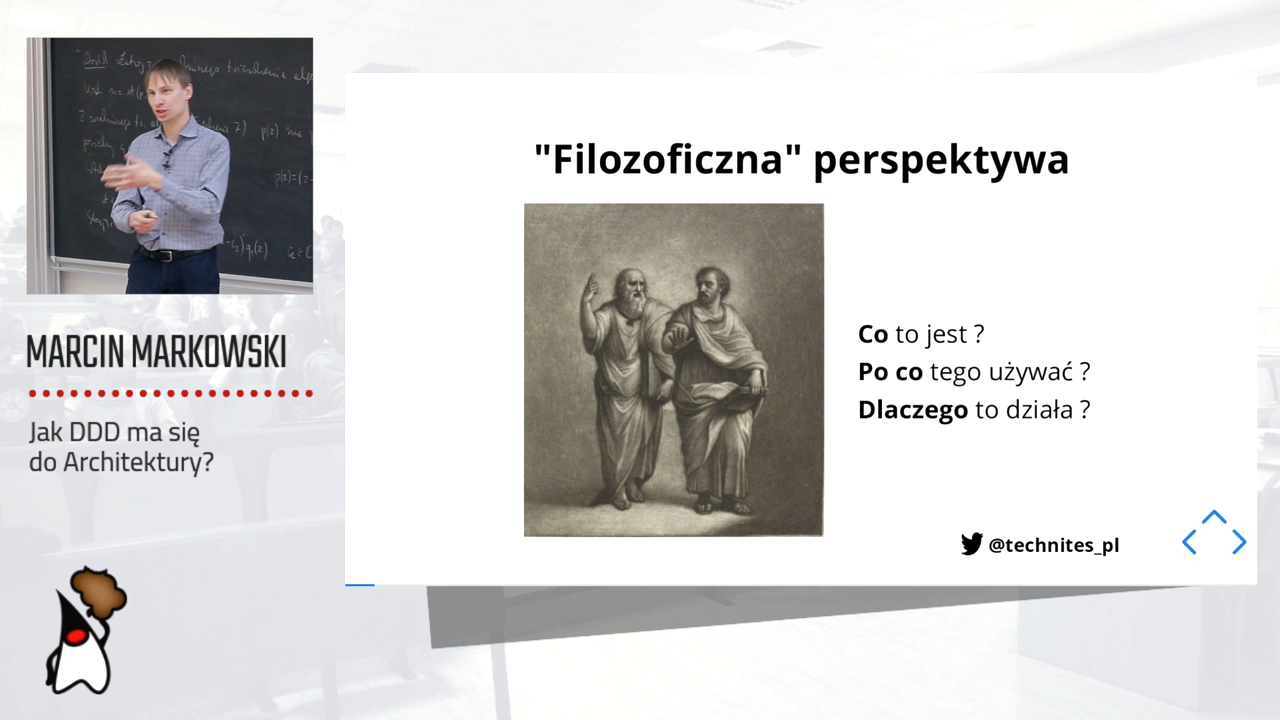 MARCIN MARKOWSKI
Jak DDD ma się
do Architektury?
"Filozoficzna" perspektywa
Co to jest ?
Po co tego używać ?
Dlaczego to działa ?
@technites_pl